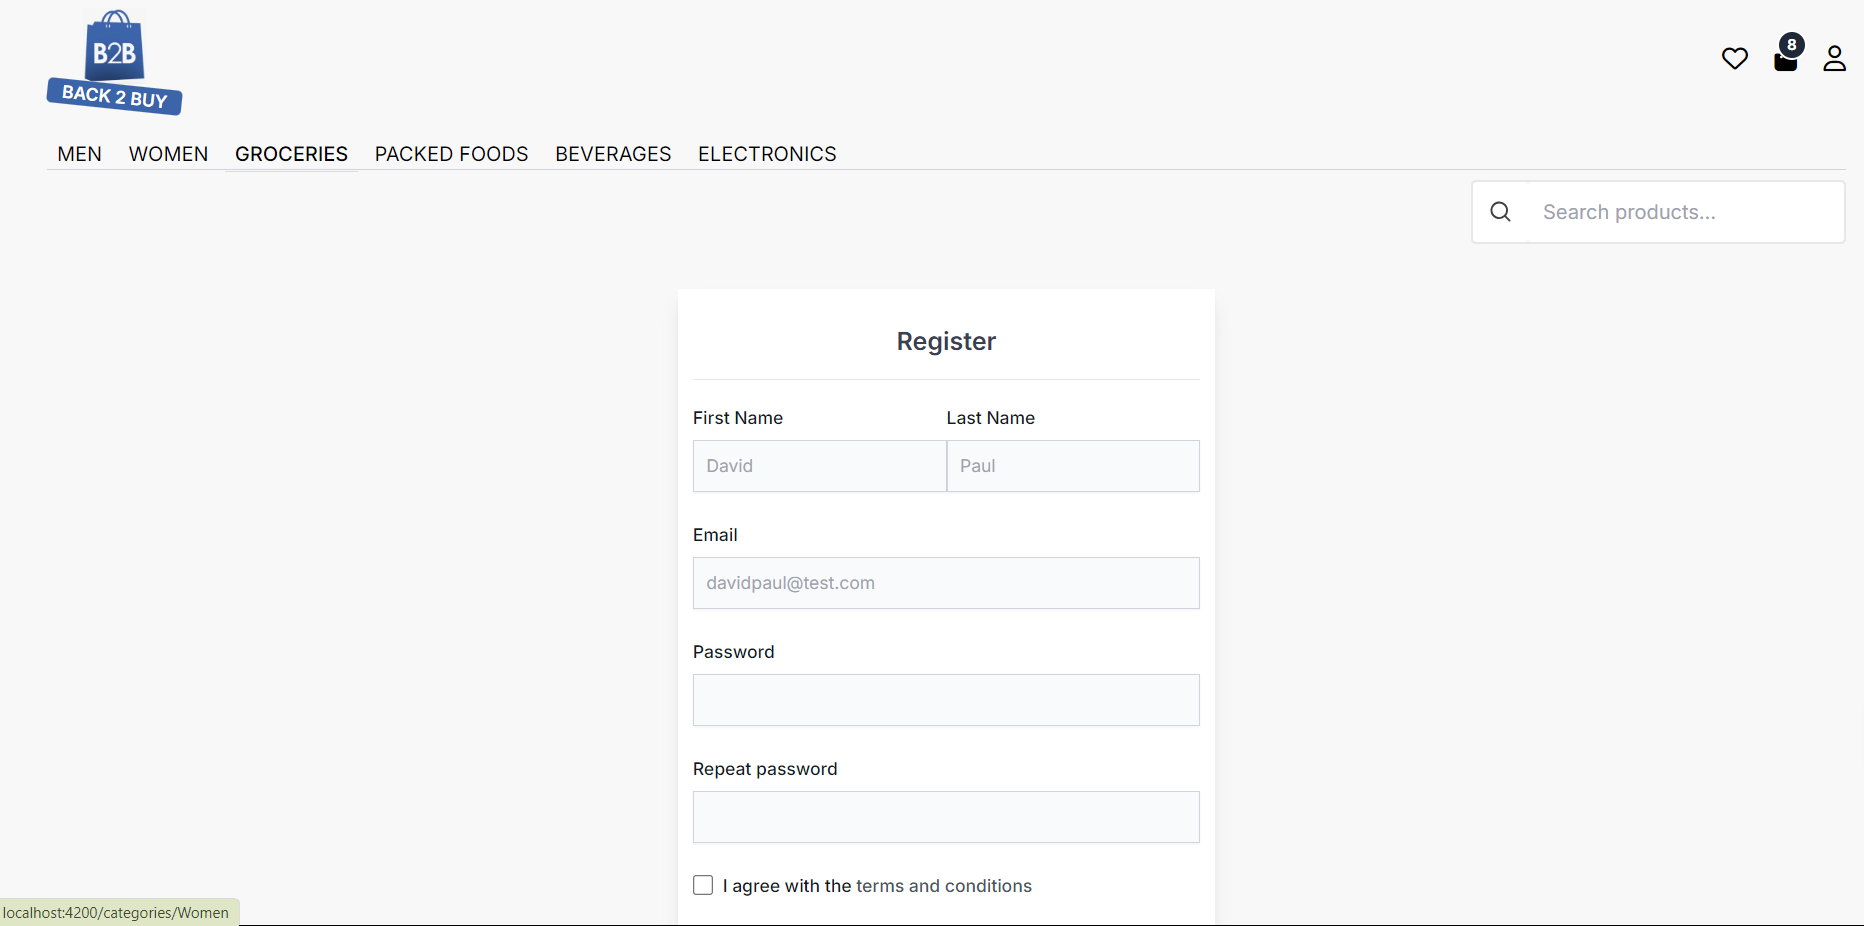 B2B
BACK 2 BUY
8
MEN WOMEN GROCERIES PACKED FOODS BEVERAGES ELECTRONICS
Search products...
Register
First Name Last Name
David Paul
Email
davidpaul@test.com
Password
Repeat password
I agree with the terms and conditions
localhost:4200/categories/Women